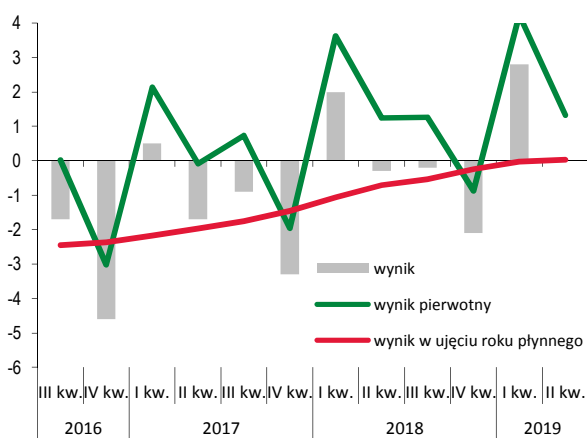 4
3
2
1
0
-1
-2
-3
-4
-5
-6
wynik
wynik pierwotny
wynik w ujęciu roku płynnego
III kw. IV kw. I kw. II kw. III kw. IV kw. I kw. II kw. III kw. IV kw. I kw. II kw.
2016 2017 2018 2019